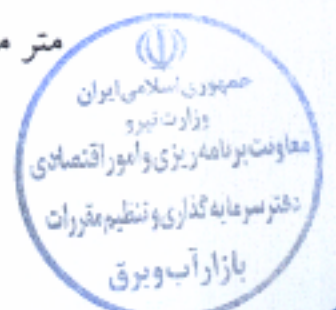 متر م
جمهوری اسلامی ایران
وزارت نیرو
معاونت برنامه ریزی و امور اقتصادی
دفتر سرمایه گذاری و تنظیم مقررات
بازار آب و برق